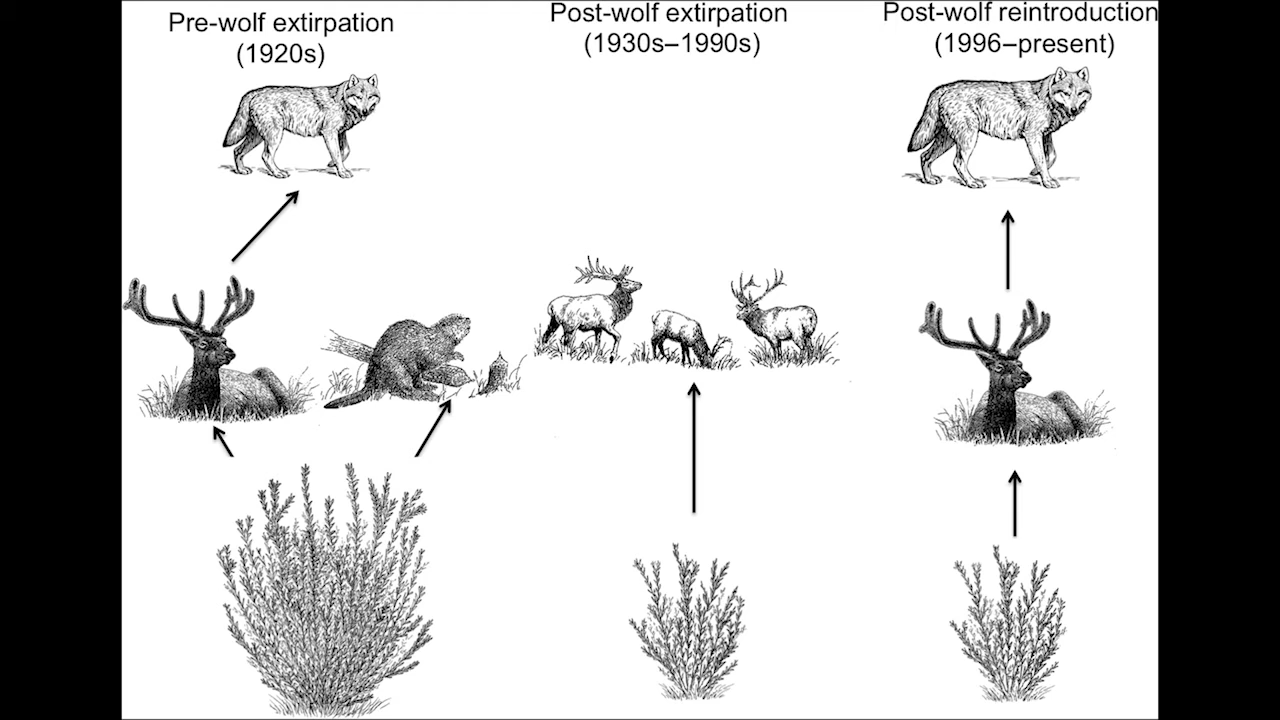 Pre-wolf extirpation
(1920s)
Post-wolf extirpation
(1930s–1990s)
Post-wolf reintroduction
(1996–present)